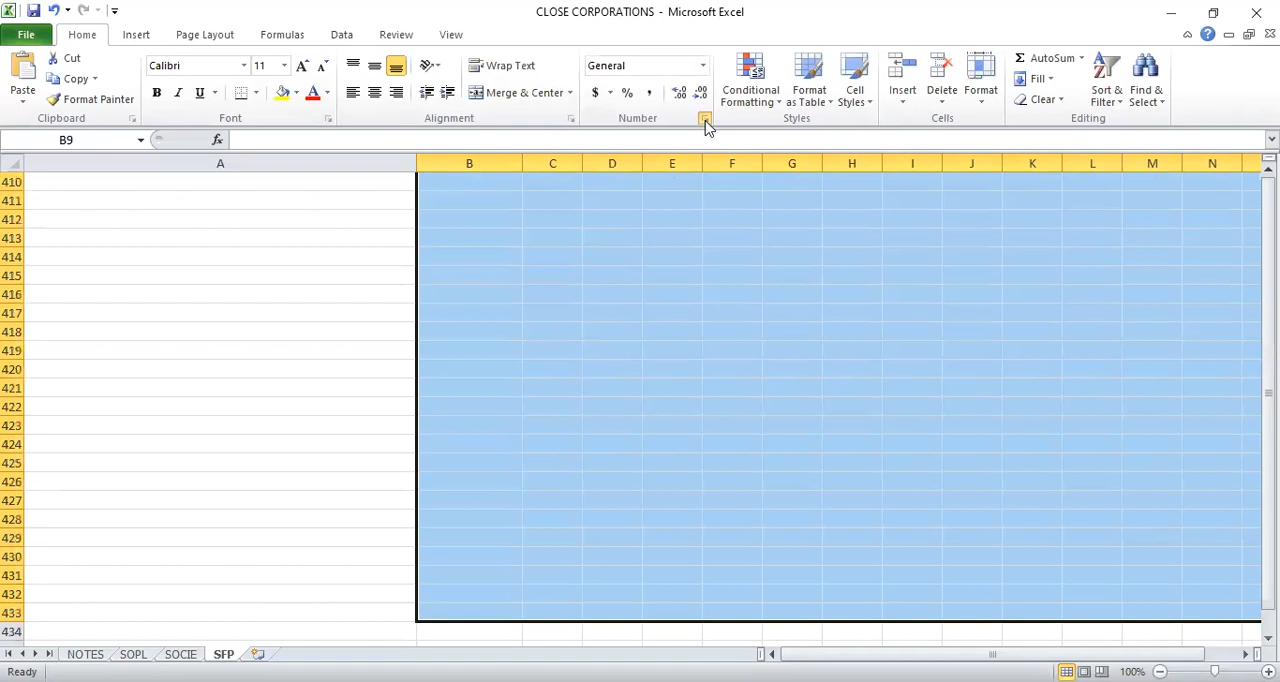 CLOSE CORPORATIONS - Microsoft Excel
File Home Insert Page Layout Formulas Data Review View
Paste
Cut
Copy
Format Painter
Clipboard
Calibri 11
B I U
Font
Wrap Text
Merge & Center
Alignment
General
$ % ,
Number
Conditional Formatting
Format as Table
Cell Styles
Styles
Insert Delete Format
Cells
AutoSum
Fill
Clear
Sort & Filter
Find & Select
Editing
B9 fx
A B C D E F G H I J K L M N
410
411
412
413
414
415
416
417
418
419
420
421
422
423
424
425
426
427
428
429
430
431
432
433
434
NOTES SOPL SOCIE SFP
Ready 100%